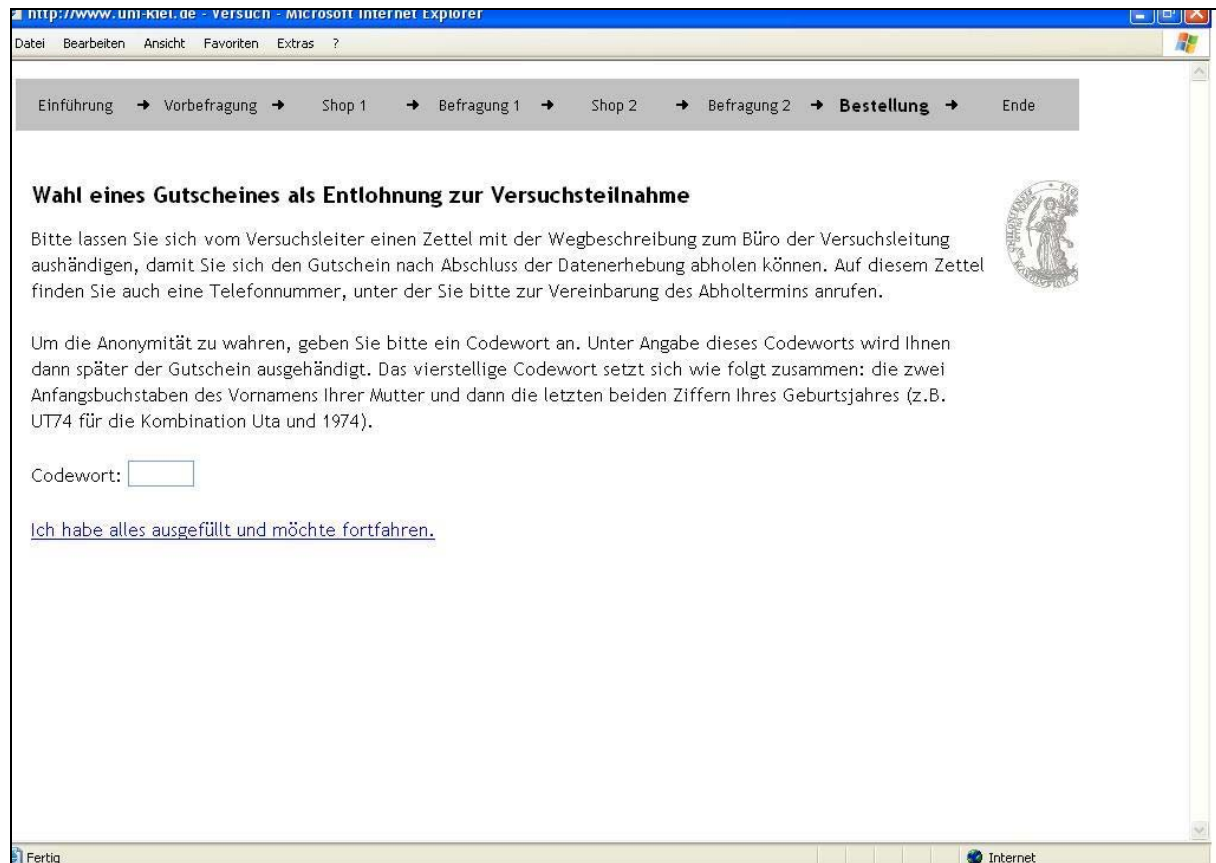 http://www.uni-kiel.de - Versuch - Microsoft Internet Explorer
Datei Bearbeiten Ansicht Favoriten Extras ?
Einführung ➔ Vorbefragung ➔ Shop 1 ➔ Befragung 1 ➔ Shop 2 ➔ Befragung 2 ➔ Bestellung ➔ Ende
Wahl eines Gutscheines als Entlohnung zur Versuchsteilnahme
Bitte lassen Sie sich vom Versuchsleiter einen Zettel mit der Wegbeschreibung zum Büro der Versuchsleitung
aushändigen, damit Sie sich den Gutschein nach Abschluss der Datenerhebung abholen können. Auf diesem Zettel
finden Sie auch eine Telefonnummer, unter der Sie bitte zur Vereinbarung des Abholtermins anrufen.
Um die Anonymität zu wahren, geben Sie bitte ein Codewort an. Unter Angabe dieses Codeworts wird Ihnen
dann später der Gutschein ausgehändigt. Das vierstellige Codewort setzt sich wie folgt zusammen: die zwei
Anfangsbuchstaben des Vornamens Ihrer Mutter und dann die letzten beiden Ziffern Ihres Geburtsjahres (z.B.
UT74 für die Kombination Uta und 1974).
Codewort:
Ich habe alles ausgefüllt und möchte fortfahren.
Fertig Internet